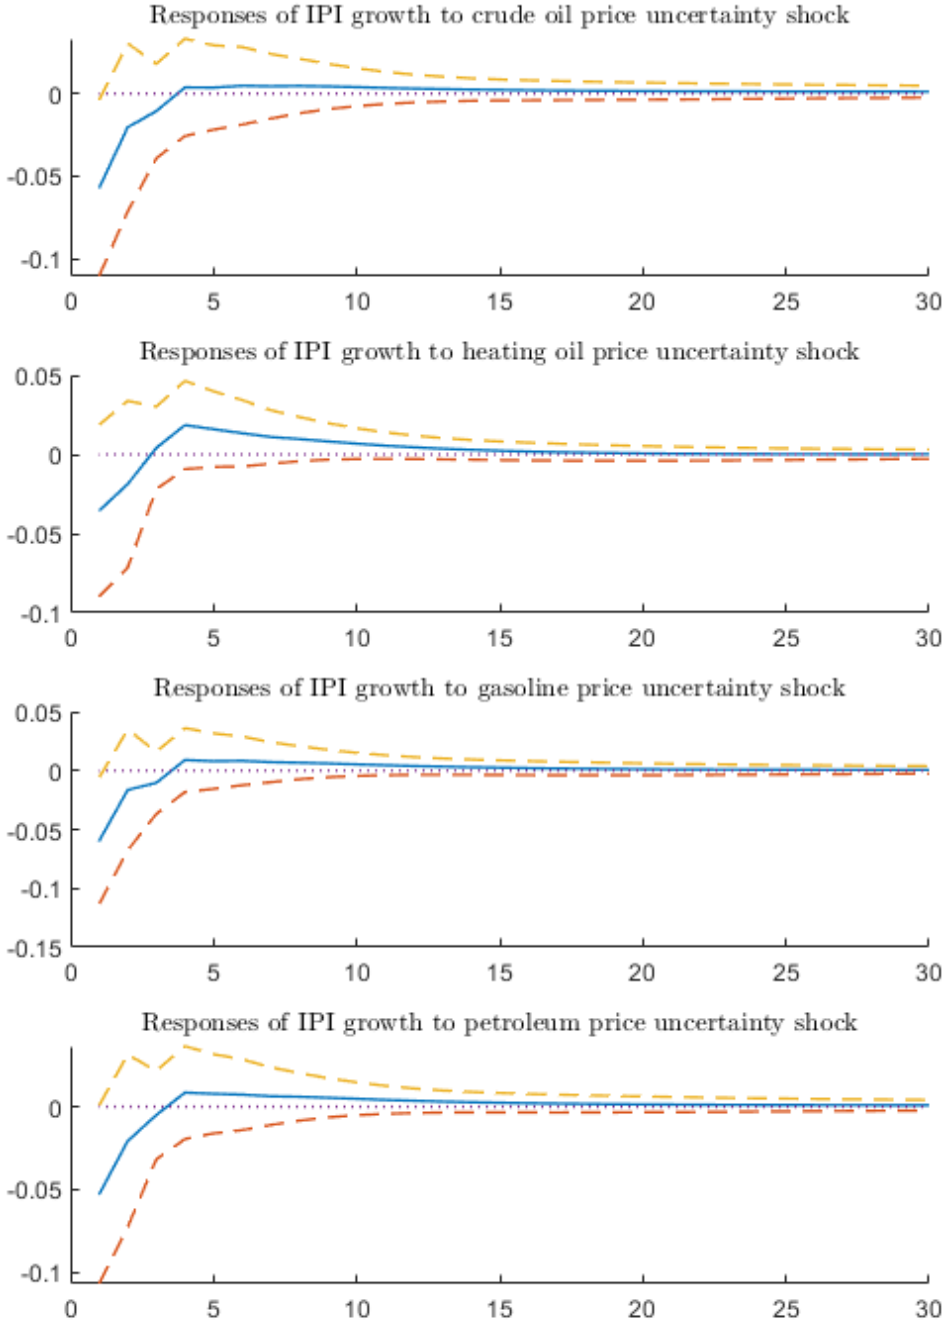 Responses of IPI growth to crude oil price uncertainty shock
0
-0.05
-0.1
0 5 10 15 20 25 30
Responses of IPI growth to heating oil price uncertainty shock
0.05
0
-0.05
-0.1
0 5 10 15 20 25 30
Responses of IPI growth to gasoline price uncertainty shock
0.05
0
-0.05
-0.1
-0.15
0 5 10 15 20 25 30
Responses of IPI growth to petroleum price uncertainty shock
0
-0.05
-0.1
0 5 10 15 20 25 30